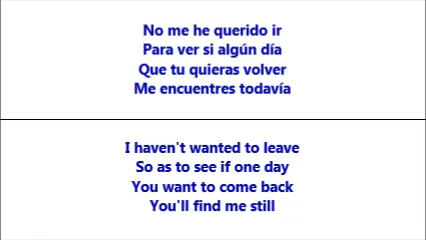 No me he querido ir
Para ver si algún día
Que tu quieras volver
Me encuentres todavía
I haven't wanted to leave
So as to see if one day
You want to come back
You'll find me still